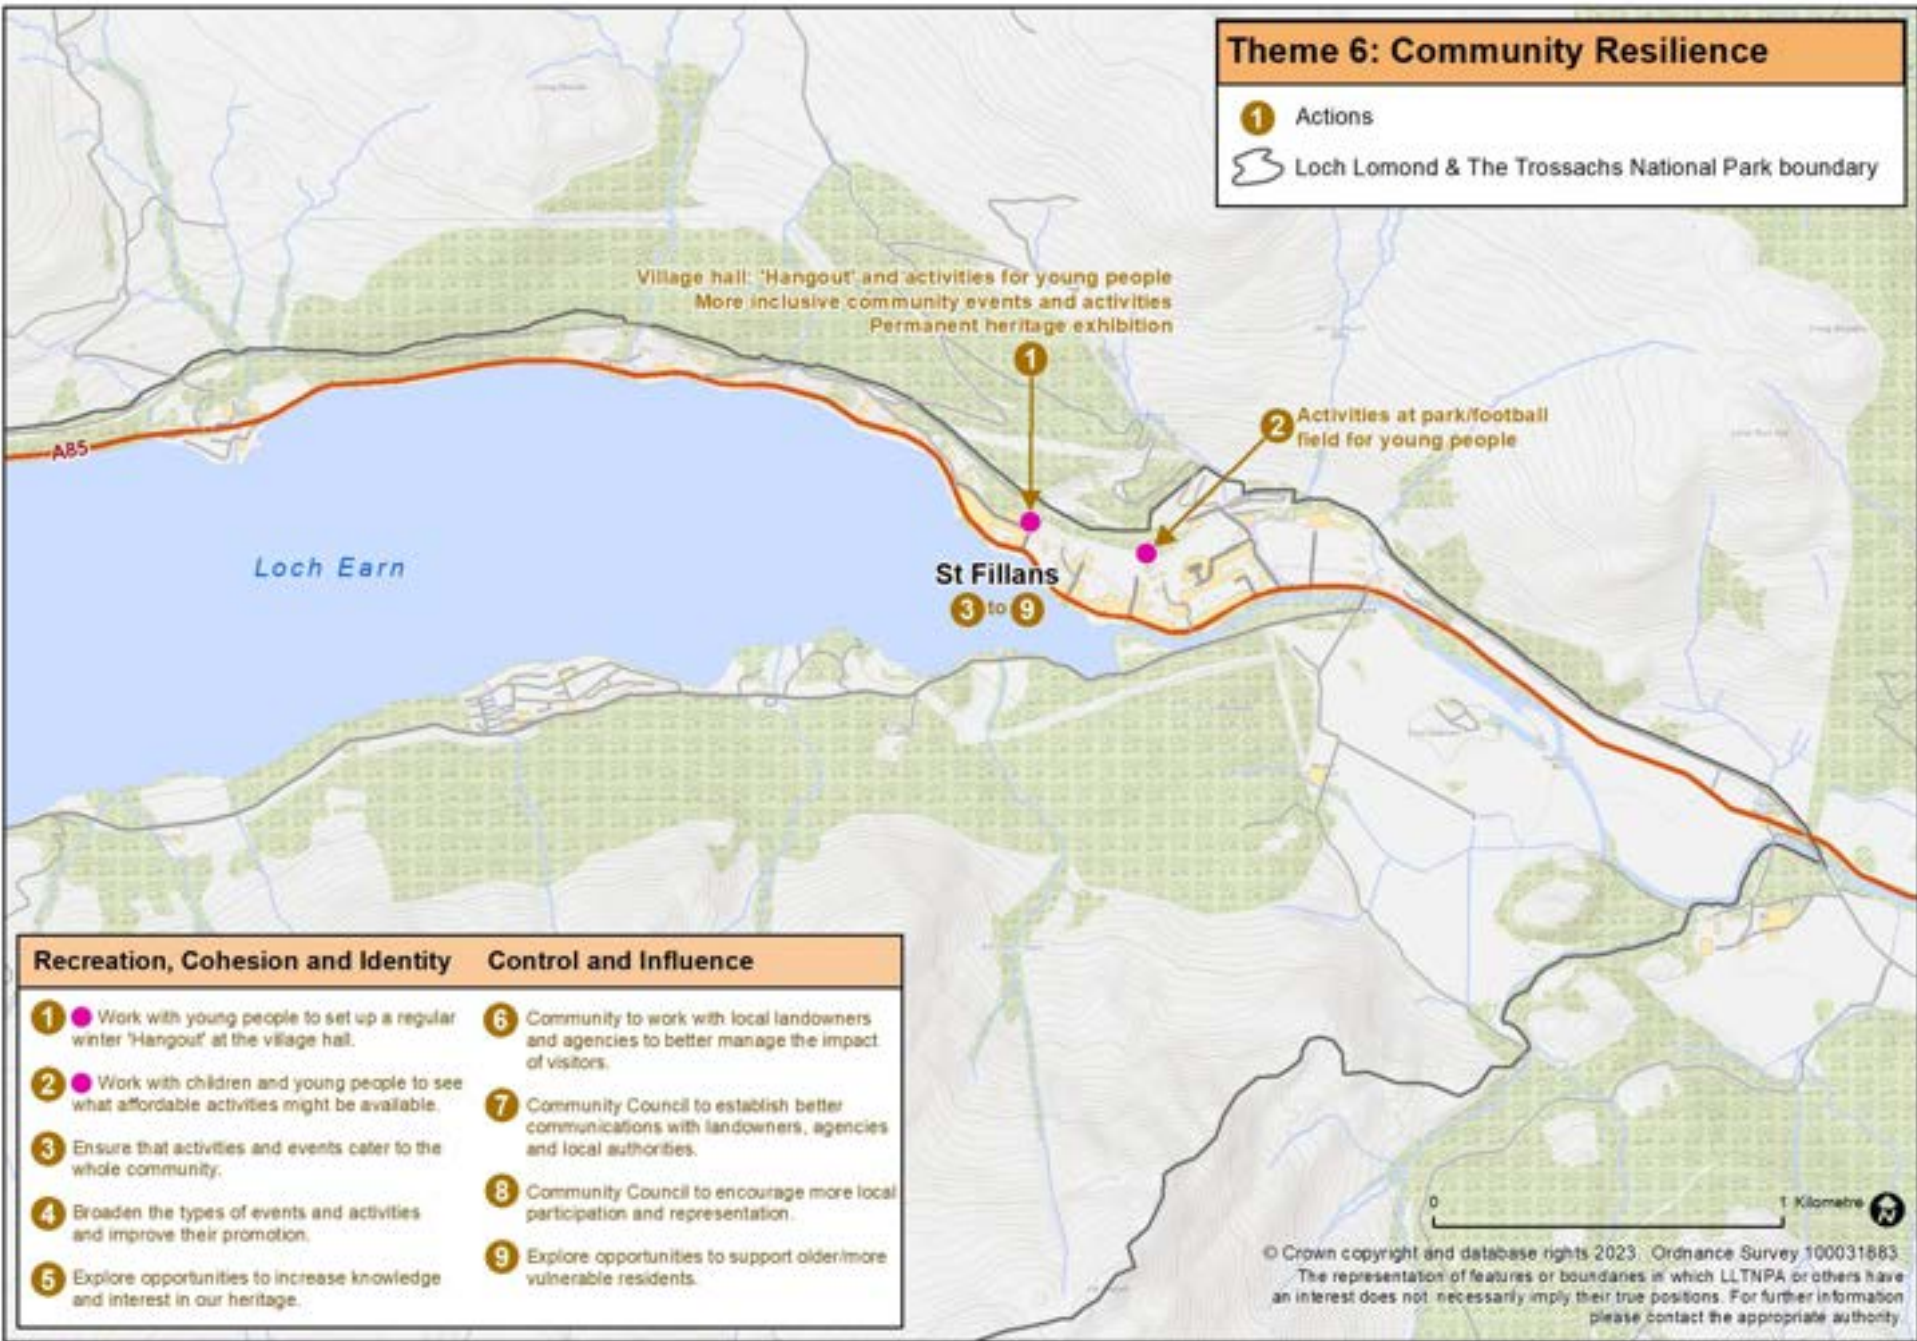 Theme 6: Community Resilience
1 Actions
Loch Lomond & The Trossachs National Park boundary
Village hall: 'Hangout' and activities for young people
More inclusive community events and activities
Permanent heritage exhibition
1
2 Activities at park/football
field for young people
A85
Loch Earn
St Fillans
3 to 9
Recreation, Cohesion and Identity
1 Work with young people to set up a regular
winter 'Hangout' at the village hall.
2 Work with children and young people to see
what affordable activities might be available.
3 Ensure that activities and events cater to the
whole community.
4 Broaden the types of events and activities
and improve their promotion.
5 Explore opportunities to increase knowledge
and interest in our heritage.
Control and Influence
6 Community to work with local landowners
and agencies to better manage the impact
of visitors.
7 Community Council to establish better
communications with landowners, agencies
and local authorities.
8 Community Council to encourage more local
participation and representation.
9 Explore opportunities to support older/more
vulnerable residents.
0 1 Kilometre
N
© Crown copyright and database rights 2023. Ordnance Survey 100031883.
The representation of features or boundaries in which LLTNPA or others have
an interest does not necessarily imply their true positions. For further information
please contact the appropriate authority.